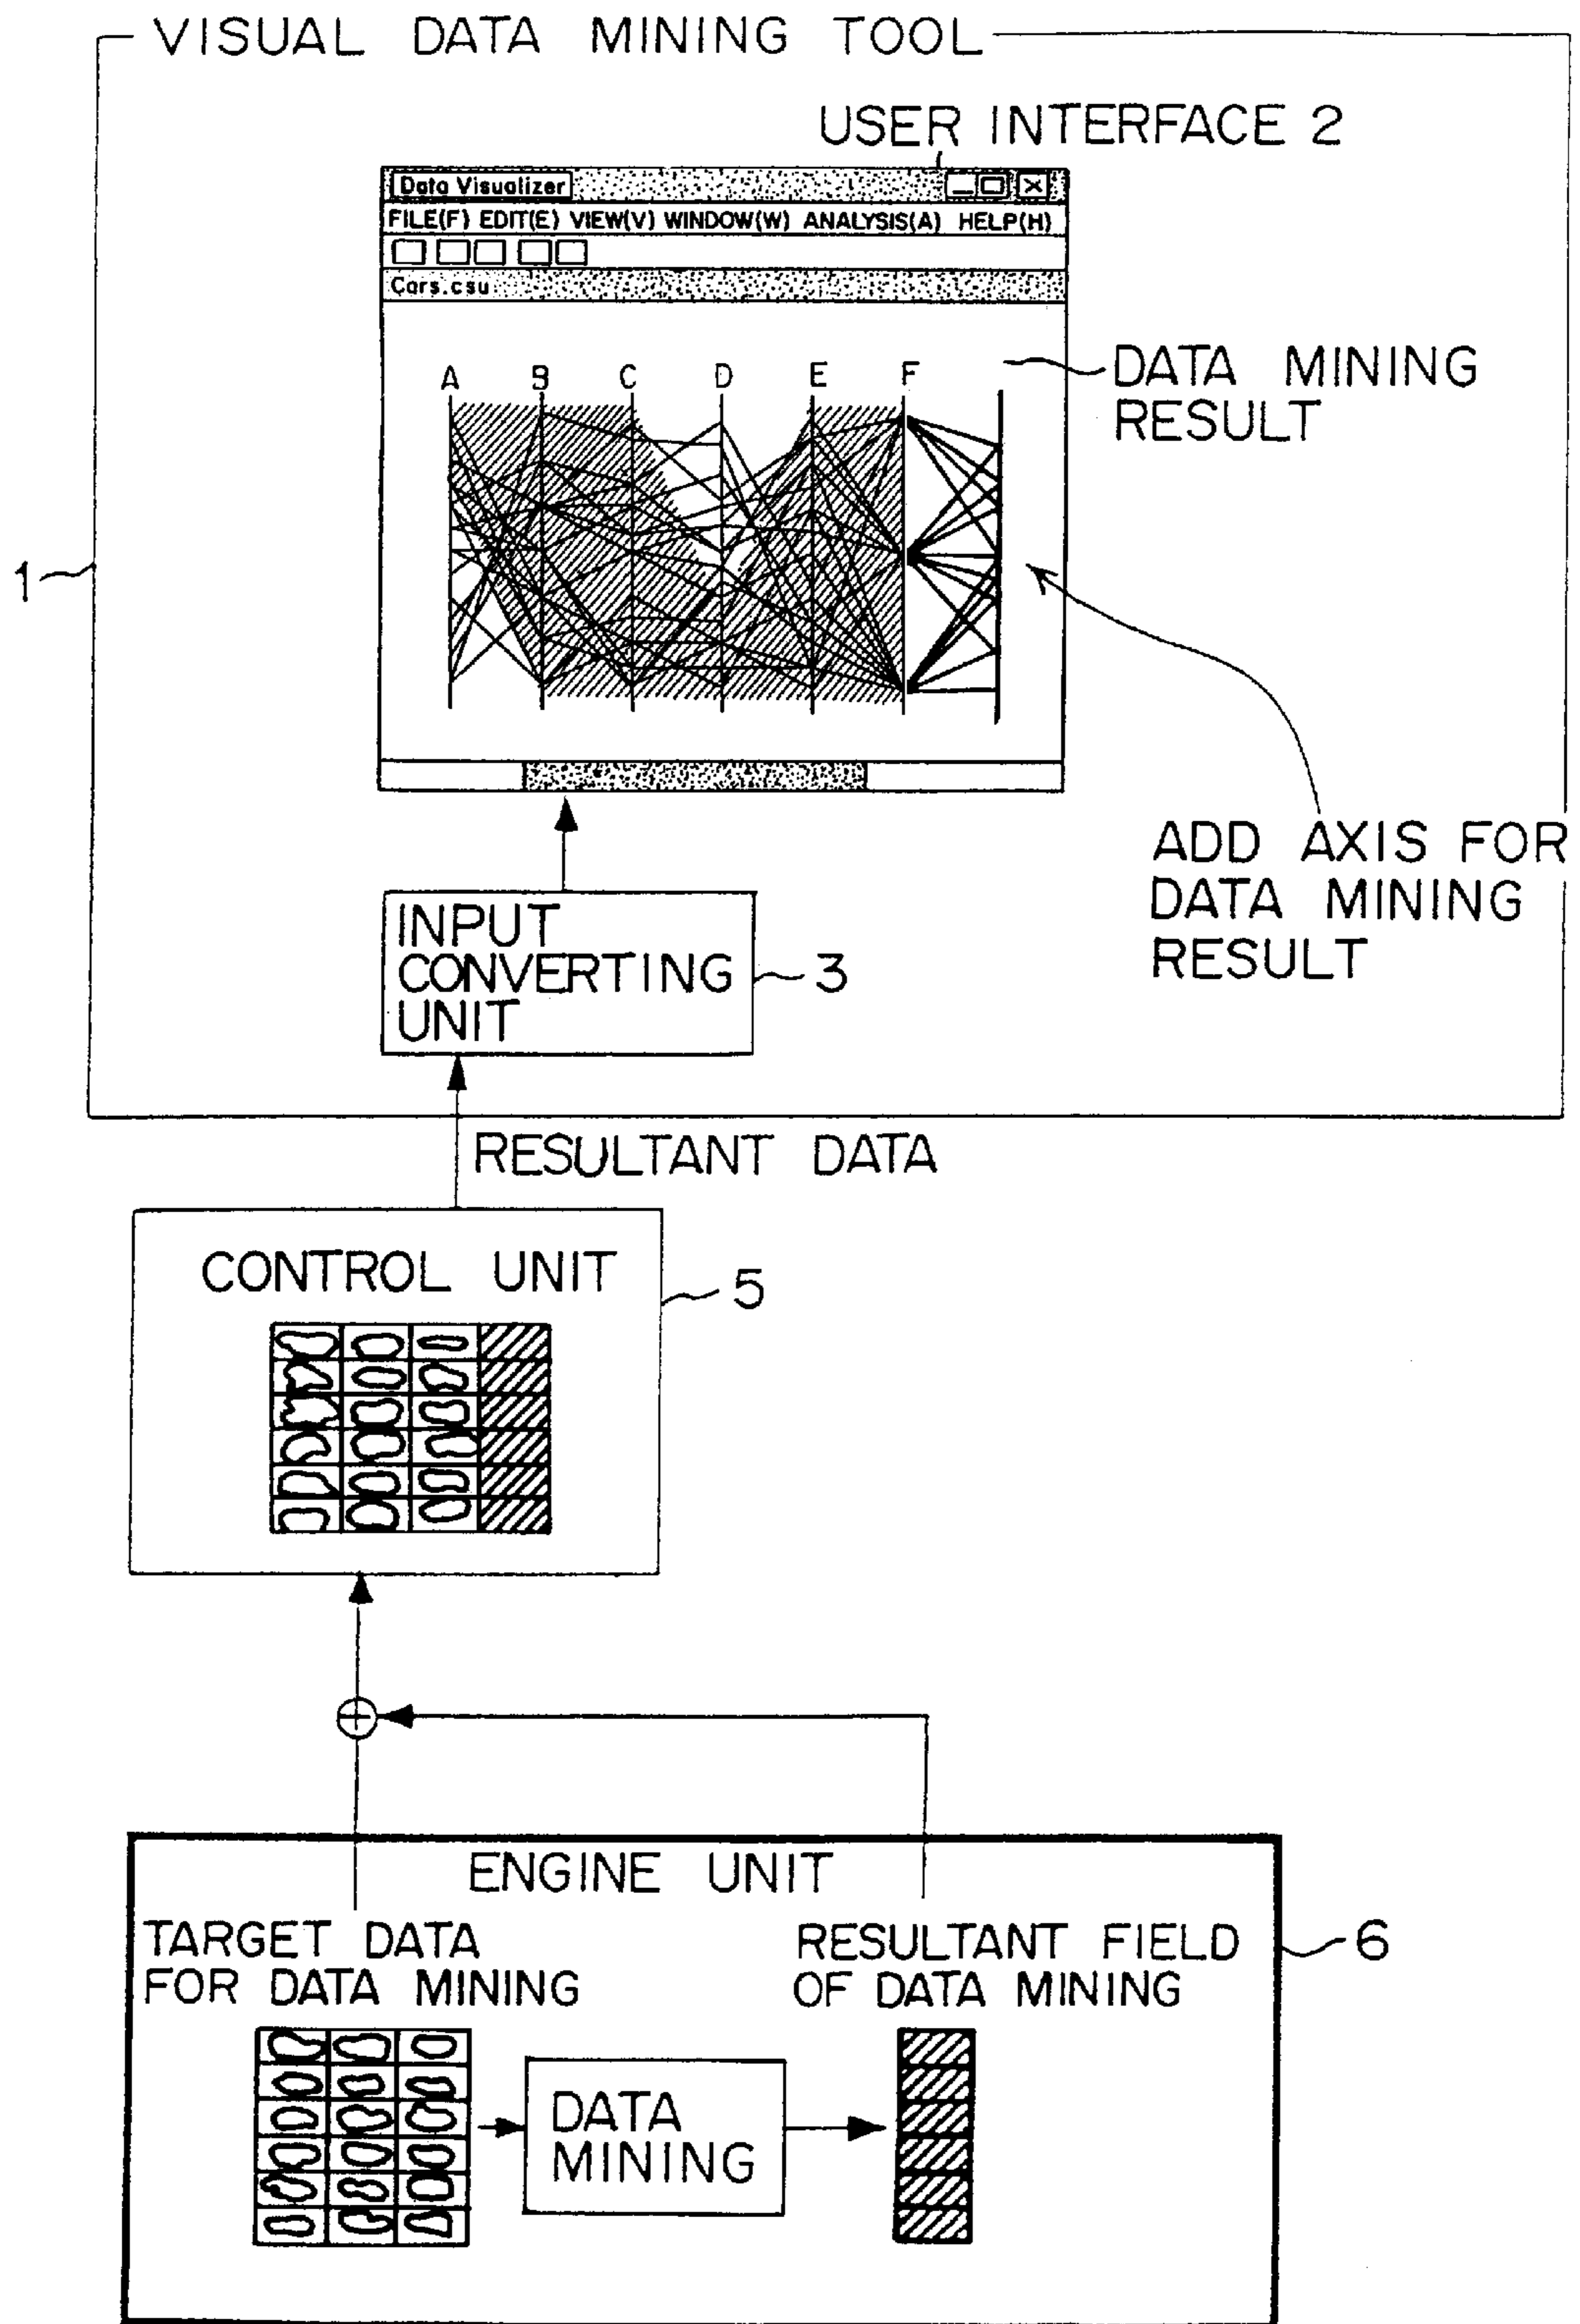 VISUAL DATA MINING TOOL
USER INTERFACE 2
Data Visualizer
FILE(F) EDIT(E) VIEW(V) WINDOW(W) ANALYSIS(A) HELP(H)
Cars.csu
A B C D E F
DATA MINING
RESULT
1
ADD AXIS FOR
DATA MINING
RESULT
INPUT
CONVERTING
UNIT
3
RESULTANT DATA
CONTROL UNIT
5
ENGINE UNIT
TARGET DATA
FOR DATA MINING
RESULTANT FIELD
OF DATA MINING
6
DATA
MINING